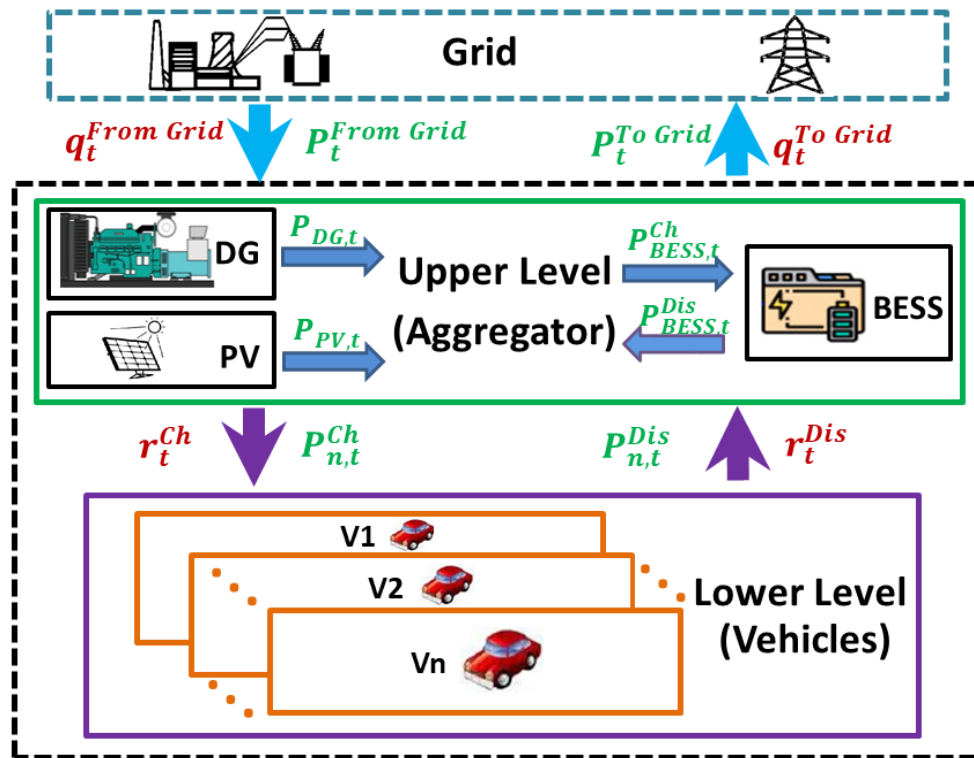 Grid
q_t^{From Grid} P_t^{From Grid} P_t^{To Grid} q_t^{To Grid}
DG
P_{DG,t}
PV
P_{PV,t}
Upper Level
(Aggregator)
P_{BESS,t}^{Ch}
P_{BESS,t}^{Dis}
BESS
r_t^{Ch} P_{n,t}^{Ch} P_{n,t}^{Dis} r_t^{Dis}
V1
V2
Vn
Lower Level
(Vehicles)